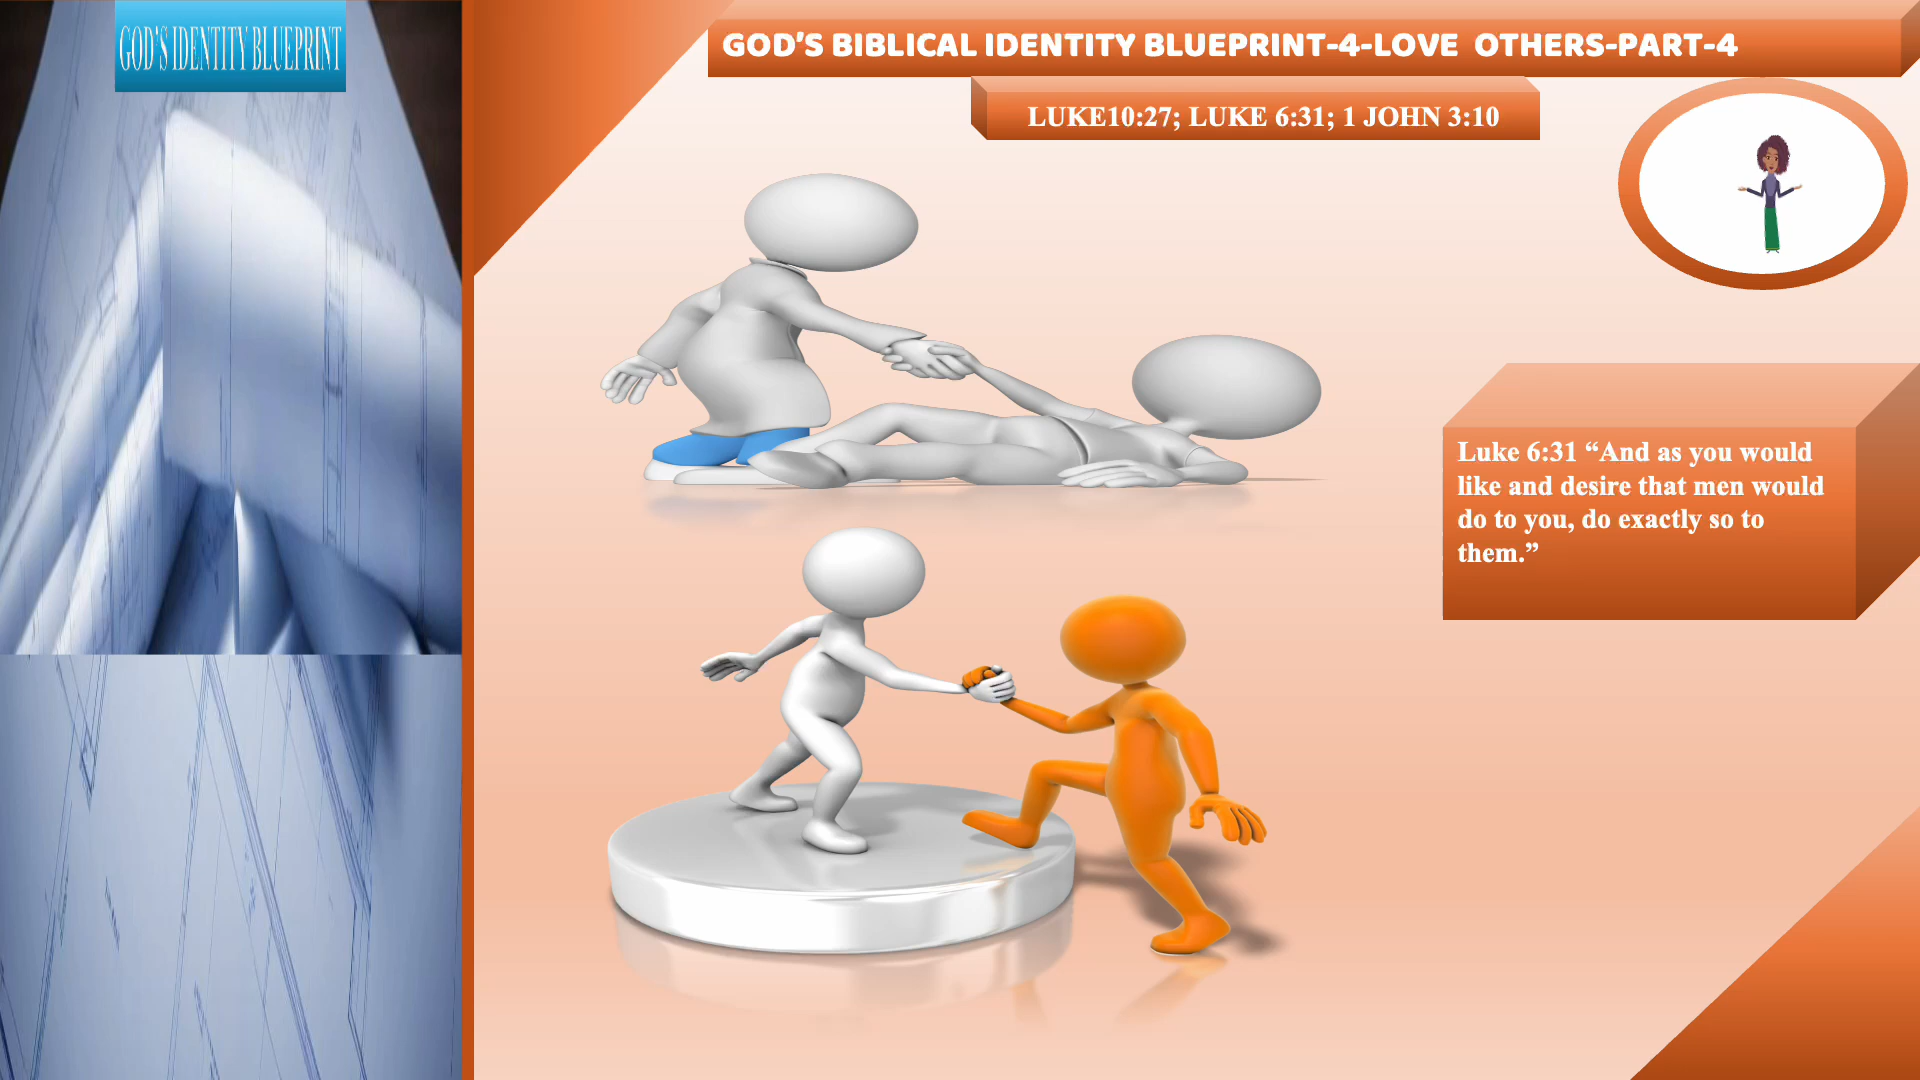 GOD'S IDENTITY BLUEPRINT
GOD'S BIBLICAL IDENTITY BLUEPRINT-4-LOVE OTHERS-PART-4
LUKE10:27; LUKE 6:31; 1 JOHN 3:10
Luke 6:31 “And as you would
like and desire that men would
do to you, do exactly so to
them.”